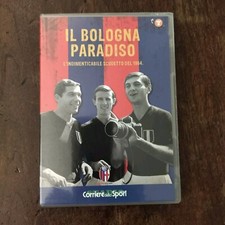 IL BOLOGNA
PARADISO
L'INDIMENTICABILE SCUDETTO DEL 1964
Corriere dello Sport